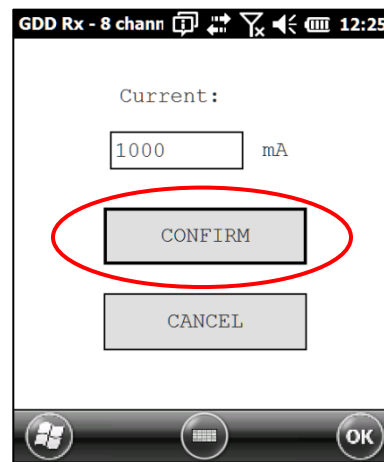 GDD Rx - 8 chann 12:25
Current:
1000 mA
CONFIRM
CANCEL
OK